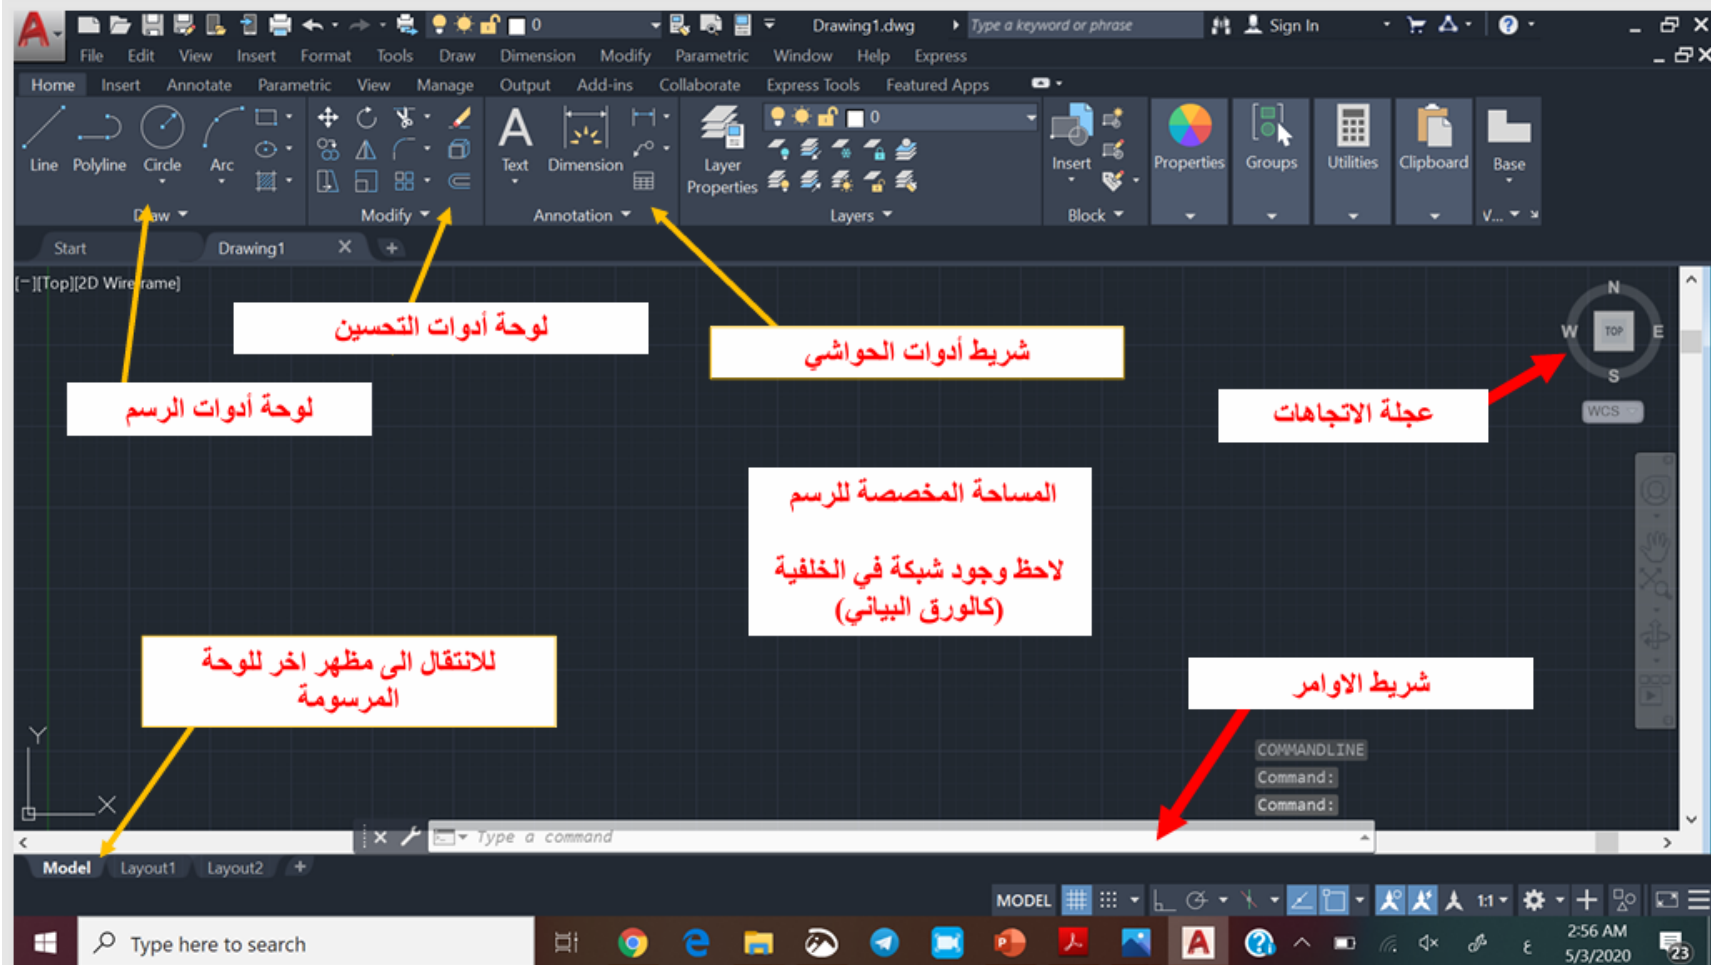 0
Drawing1.dwg
Type a keyword or phrase
Sign In
File Edit View Insert Format Tools Draw Dimension Modify Parametric Window Help Express
Home Insert Annotate Parametric View Manage Output Add-ins Collaborate Express Tools Featured Apps
0
Line Polyline Circle Arc
Text Dimension
Layer
Properties
Insert
Properties Groups Utilities Clipboard Base
Draw Modify Annotation Layers Block V...
Start Drawing1
[−][Top][2D Wireframe]
N
W TOP E
S
WCS
لوحة أدوات التحسين
شريط أدوات الحواشي
لوحة أدوات الرسم
عجلة الاتجاهات
المساحة المخصصة للرسم
لاحظ وجود شبكة في الخلفية
(كالورق البياني)
للانتقال الى مظهر اخر للوحة
المرسومة
شريط الاوامر
Y
X
COMMANDLINE
Command:
Command:
Type a command
Model Layout1 Layout2
MODEL 1:1
Type here to search
ع
2:56 AM
5/3/2020
23